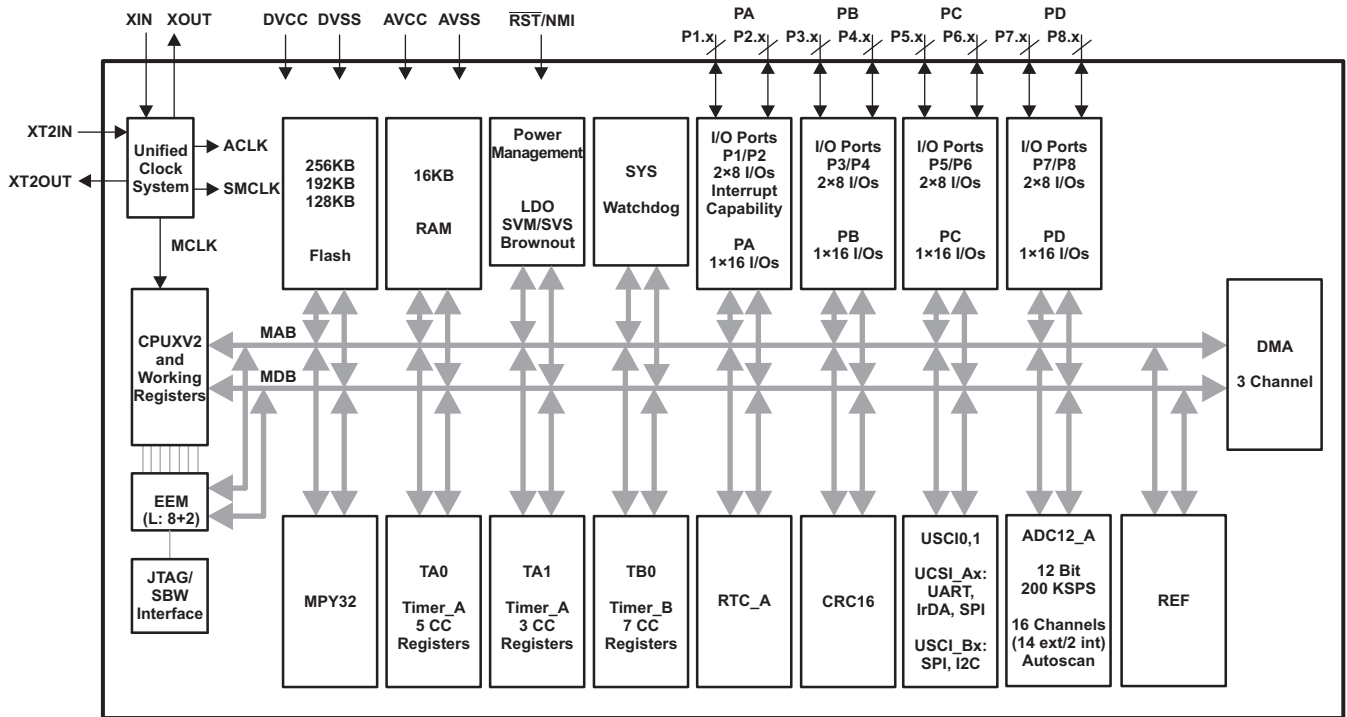 XIN XOUT DVCC DVSS AVCC AVSS RST/NMI PA PB PC PD
P1.x P2.x P3.x P4.x P5.x P6.x P7.x P8.x
XT2IN
XT2OUT
Unified
Clock
System
ACLK
SMCLK
MCLK
256KB
192KB
128KB
Flash
16KB
RAM
Power
Management
LDO
SVM/SVS
Brownout
SYS
Watchdog
I/O Ports
P1/P2
2×8 I/Os
Interrupt
Capability
PA
1×16 I/Os
I/O Ports
P3/P4
2×8 I/Os
PB
1×16 I/Os
I/O Ports
P5/P6
2×8 I/Os
PC
1×16 I/Os
I/O Ports
P7/P8
2×8 I/Os
PD
1×16 I/Os
CPUXV2
and
Working
Registers
MAB
MDB
DMA
3 Channel
EEM
(L: 8+2)
JTAG/
SBW
Interface
MPY32
TA0
Timer_A
5 CC
Registers
TA1
Timer_A
3 CC
Registers
TB0
Timer_B
7 CC
Registers
RTC_A
CRC16
USCI0,1
UCSI_Ax:
UART,
IrDA, SPI
USCI_Bx:
SPI, I2C
ADC12_A
12 Bit
200 KSPS
16 Channels
(14 ext/2 int)
Autoscan
REF